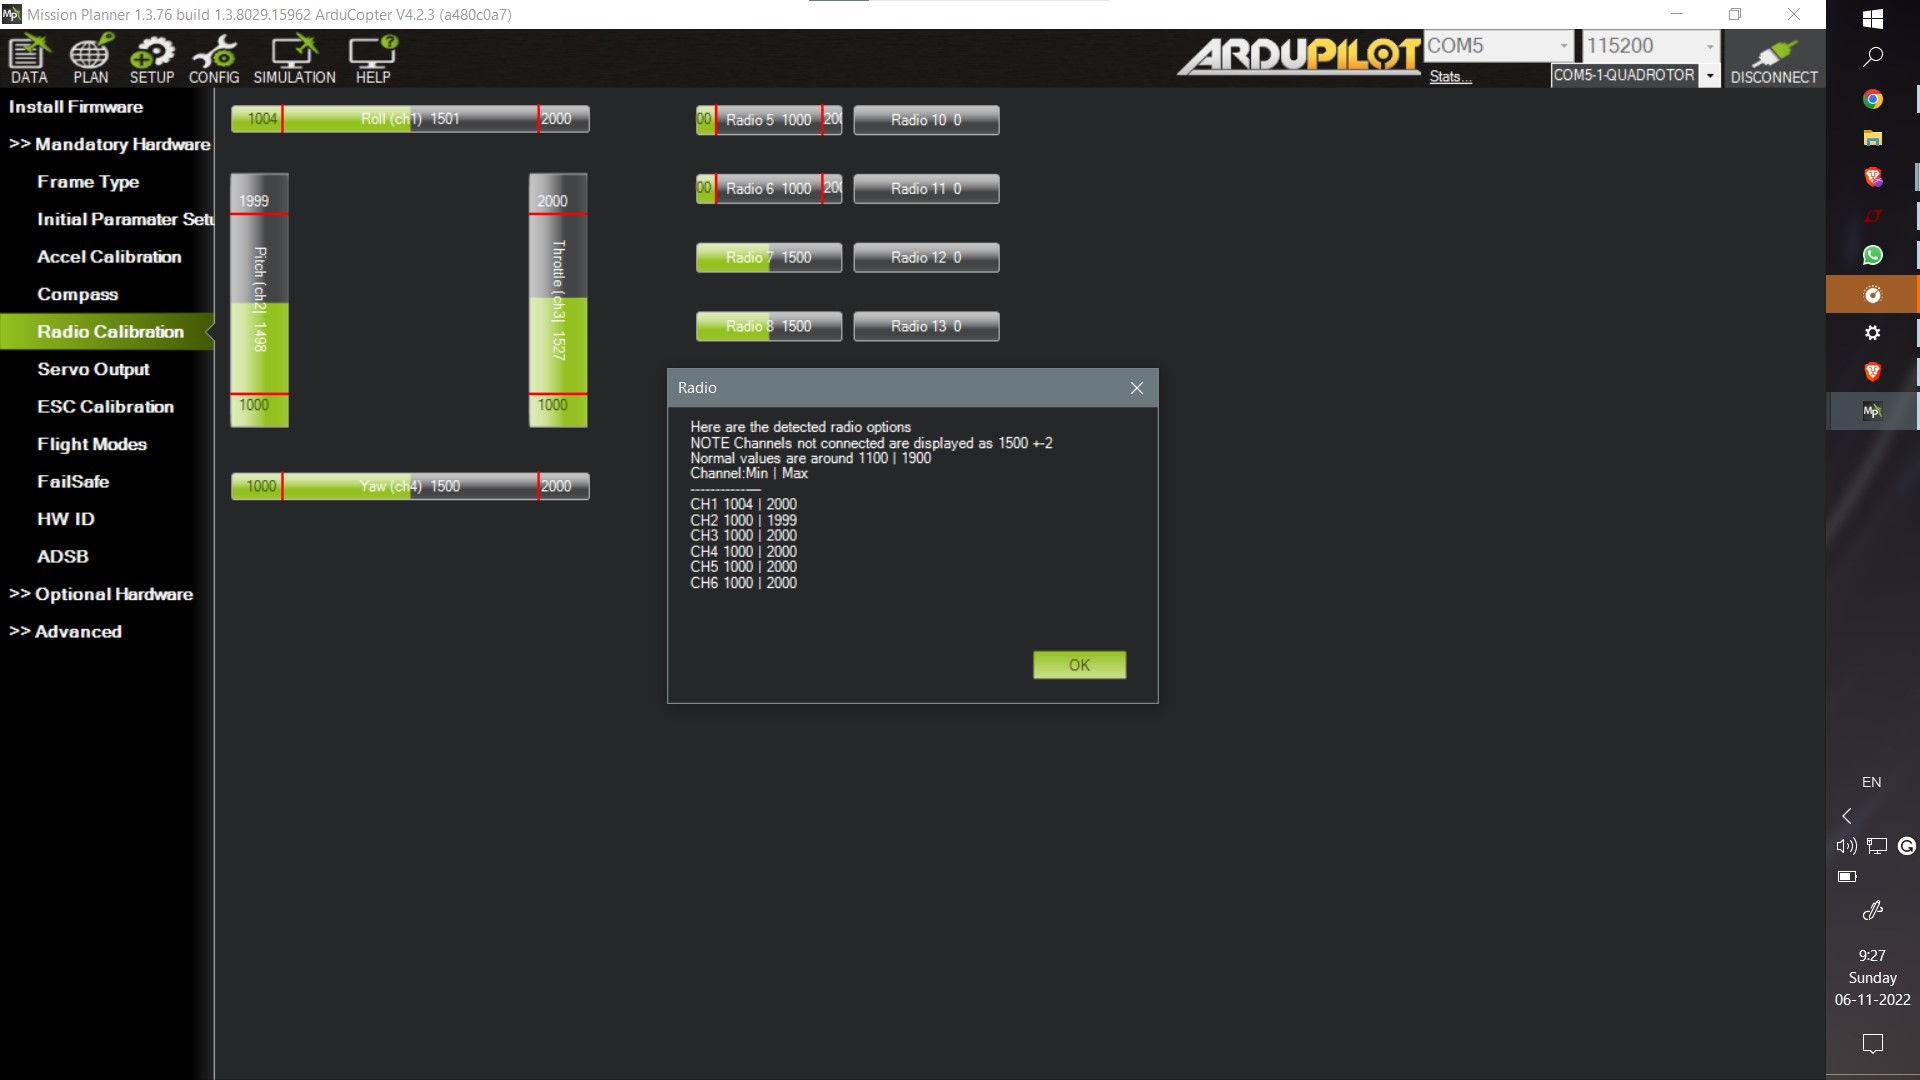 Mission Planner 1.3.76 build 1.3.8029.15962 ArduCopter V4.2.3 (a480c0a7)
DATA
PLAN
SETUP
CONFIG
SIMULATION
HELP
ARDUPILOT
COM5
115200
Stats...
COM5-1-QUADROTOR
DISCONNECT
Install Firmware
>> Mandatory Hardware
Frame Type
Initial Paramater Setu
Accel Calibration
Compass
Radio Calibration
Servo Output
ESC Calibration
Flight Modes
FailSafe
HW ID
ADSB
>> Optional Hardware
>> Advanced
1004 Roll (ch1) 1501 2000
1999
Pitch (ch2) 1498
1000
2000
Throttle (ch3) 1527
1000
1000 Yaw (ch4) 1500 2000
00 Radio 5 1000 200
Radio 10 0
00 Radio 6 1000 200
Radio 11 0
Radio 7 1500
Radio 12 0
Radio 8 1500
Radio 13 0
Radio
Here are the detected radio options
NOTE Channels not connected are displayed as 1500 +-2
Normal values are around 1100 | 1900
Channel:Min | Max
---------------
CH1 1004 | 2000
CH2 1000 | 1999
CH3 1000 | 2000
CH4 1000 | 2000
CH5 1000 | 2000
CH6 1000 | 2000
OK
Mp
EN
9:27
Sunday
06-11-2022